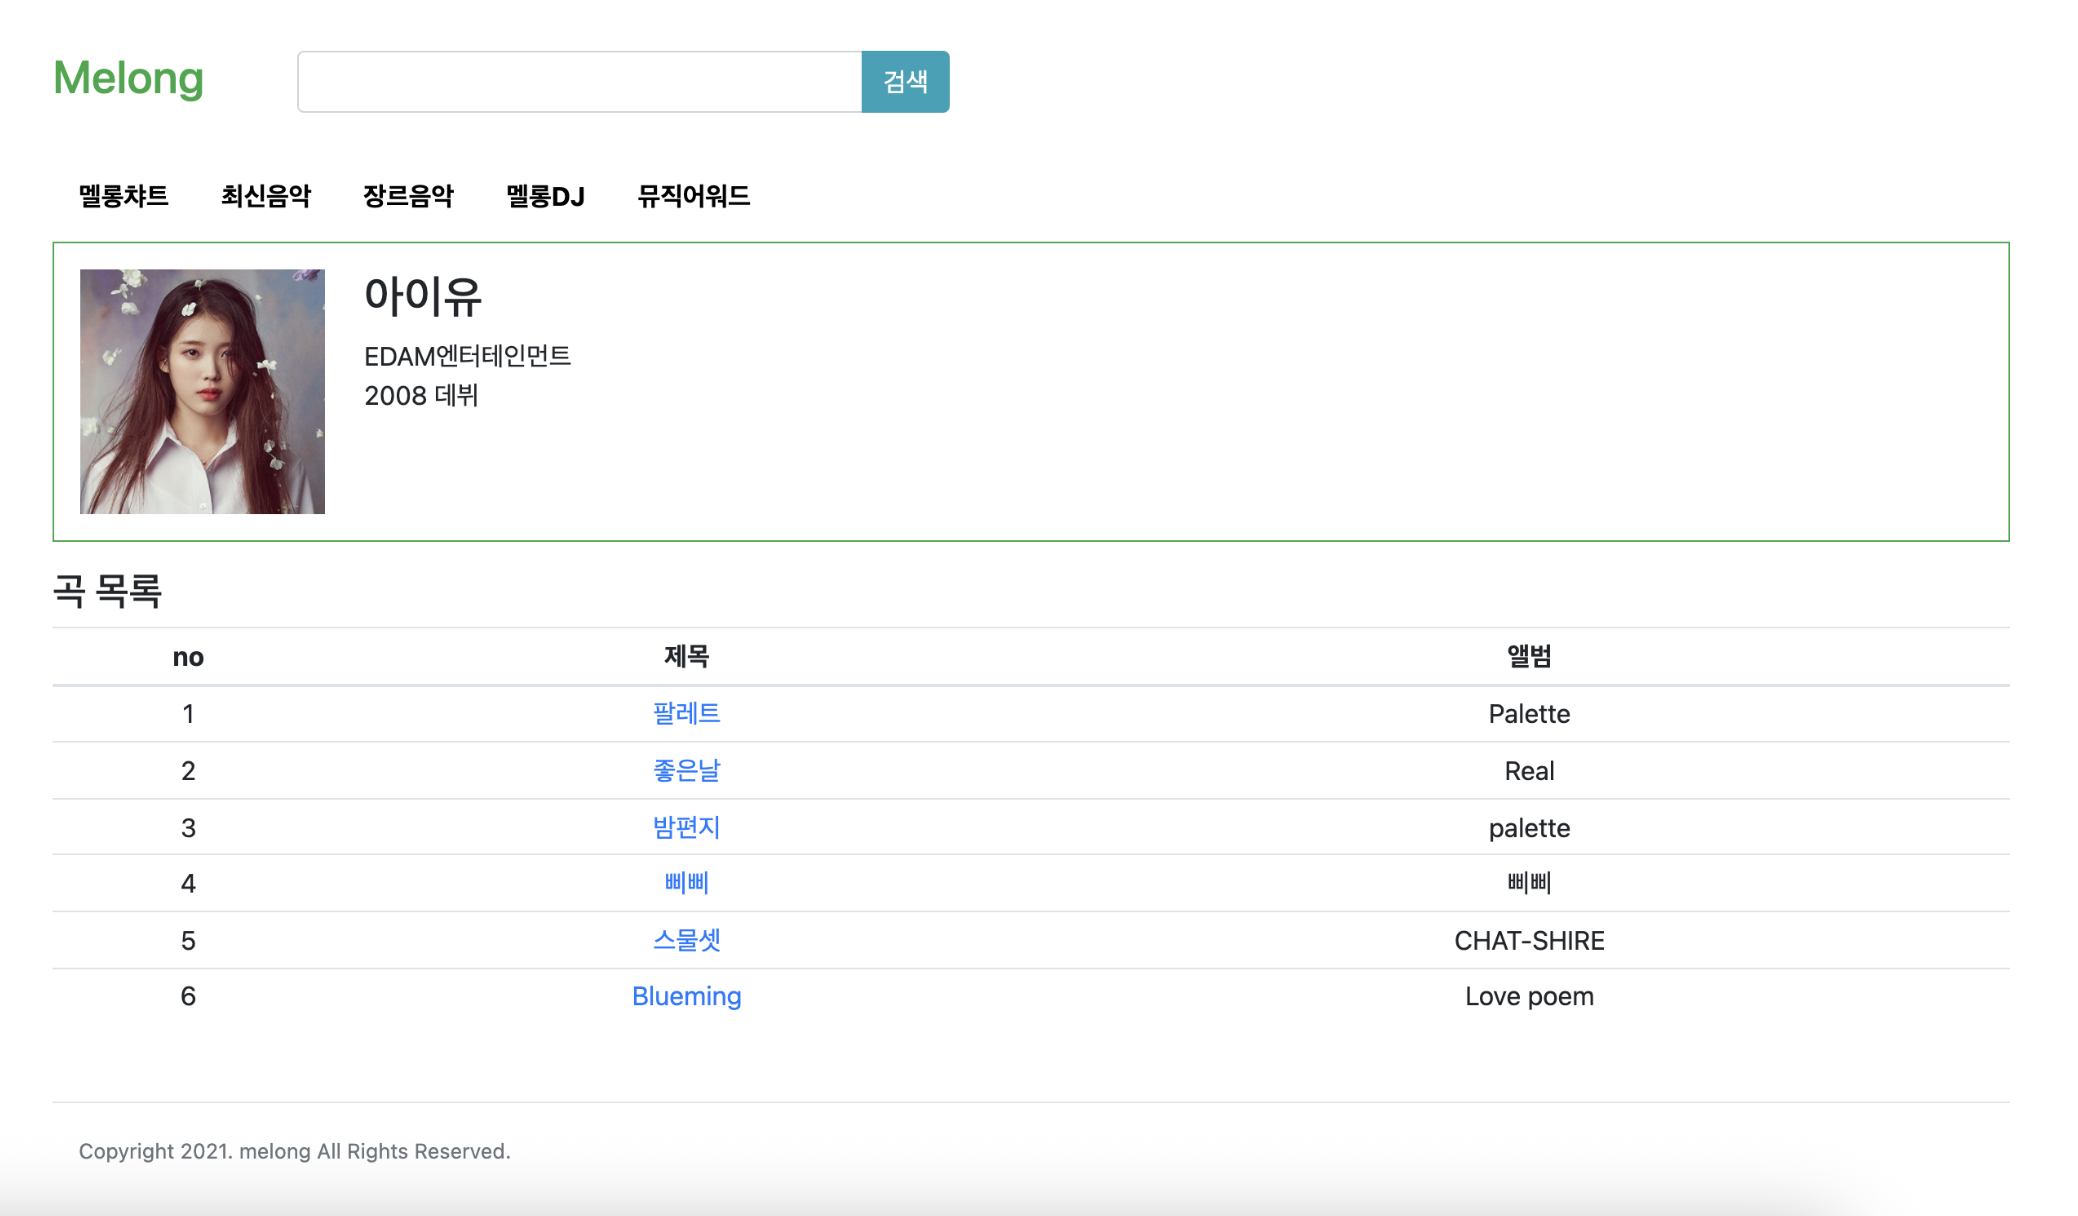 Melong
검색
멜롱챠트 최신음악 장르음악 멜롱DJ 뮤직어워드
아이유
EDAM엔터테인먼트
2008 데뷔
곡 목록
no 제목 앨범
1 팔레트 Palette
2 좋은날 Real
3 밤편지 palette
4 삐삐 삐삐
5 스물셋 CHAT-SHIRE
6 Blueming Love poem
Copyright 2021. melong All Rights Reserved.